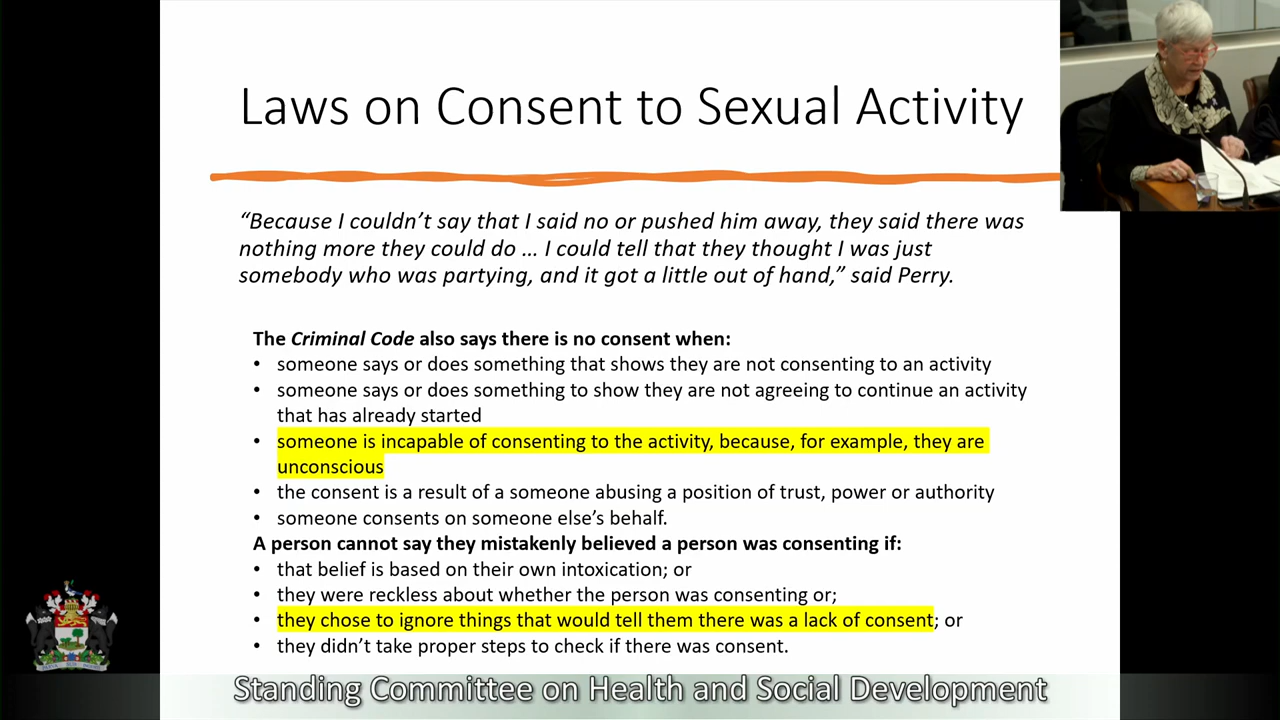 Laws on Consent to Sexual Activity
“Because I couldn’t say that I said no or pushed him away, they said there was
nothing more they could do … I could tell that they thought I was just
somebody who was partying, and it got a little out of hand,” said Perry.
The Criminal Code also says there is no consent when:
• someone says or does something that shows they are not consenting to an activity
• someone says or does something to show they are not agreeing to continue an activity
that has already started
• someone is incapable of consenting to the activity, because, for example, they are
unconscious
• the consent is a result of a someone abusing a position of trust, power or authority
• someone consents on someone else’s behalf.
A person cannot say they mistakenly believed a person was consenting if:
• that belief is based on their own intoxication; or
• they were reckless about whether the person was consenting or;
• they chose to ignore things that would tell them there was a lack of consent; or
• they didn’t take proper steps to check if there was consent.
Standing Committee on Health and Social Development